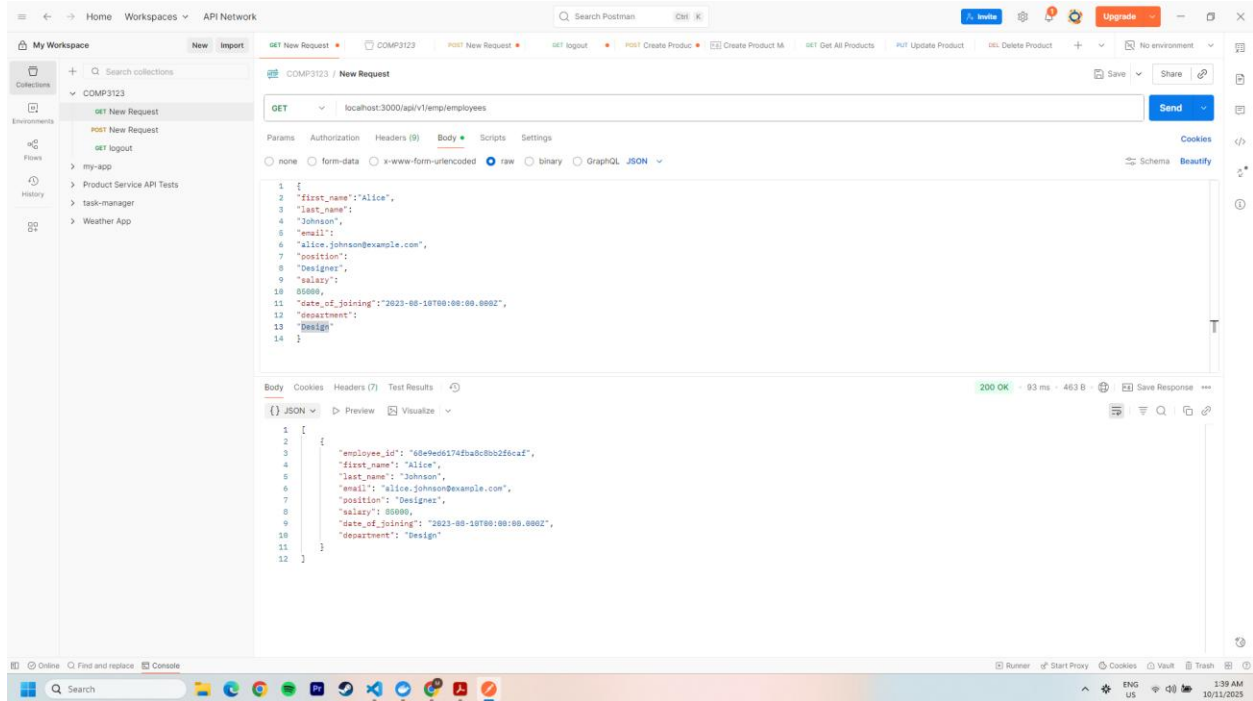 Home Workspaces API Network
Search Postman Ctrl K
Invite
Upgrade
My Workspace New Import
GET New Request
COMP3123
POST New Request
GET logout
POST Create Produc
Create Product Mi
GET Get All Products
PUT Update Product
DEL Delete Product
No environment
Collections
Environments
Flows
History
Search collections
COMP3123
GET New Request
POST New Request
GET logout
my-app
Product Service API Tests
task-manager
Weather App
COMP3123 / New Request
Save Share
GET localhost:3000/api/v1/emp/employees Send
Params Authorization Headers (9) Body Scripts Settings Cookies
none form-data x-www-form-urlencoded raw binary GraphQL JSON Schema Beautify
1 {
2 "first_name":"Alice",
3 "last_name":
4 "Johnson",
5 "email":
6 "alice.johnson@example.com",
7 "position":
8 "Designer",
9 "salary":
10 85000,
11 "date_of_joining":"2023-08-10T00:00:00.000Z",
12 "department":
13 "Design"
14 }
Body Cookies Headers (7) Test Results
200 OK 93 ms 463 B Save Response
{} JSON Preview Visualize
1 [
2 {
3 "employee_id": "68e9ed6174fba8c8bb2f6caf",
4 "first_name": "Alice",
5 "last_name": "Johnson",
6 "email": "alice.johnson@example.com",
7 "position": "Designer",
8 "salary": 85000,
9 "date_of_joining": "2023-08-10T00:00:00.000Z",
10 "department": "Design"
11 }
12 ]
Online Find and replace Console
Runner Start Proxy Cookies Vault Trash
Search
ENG
US
1:39 AM
10/11/2025